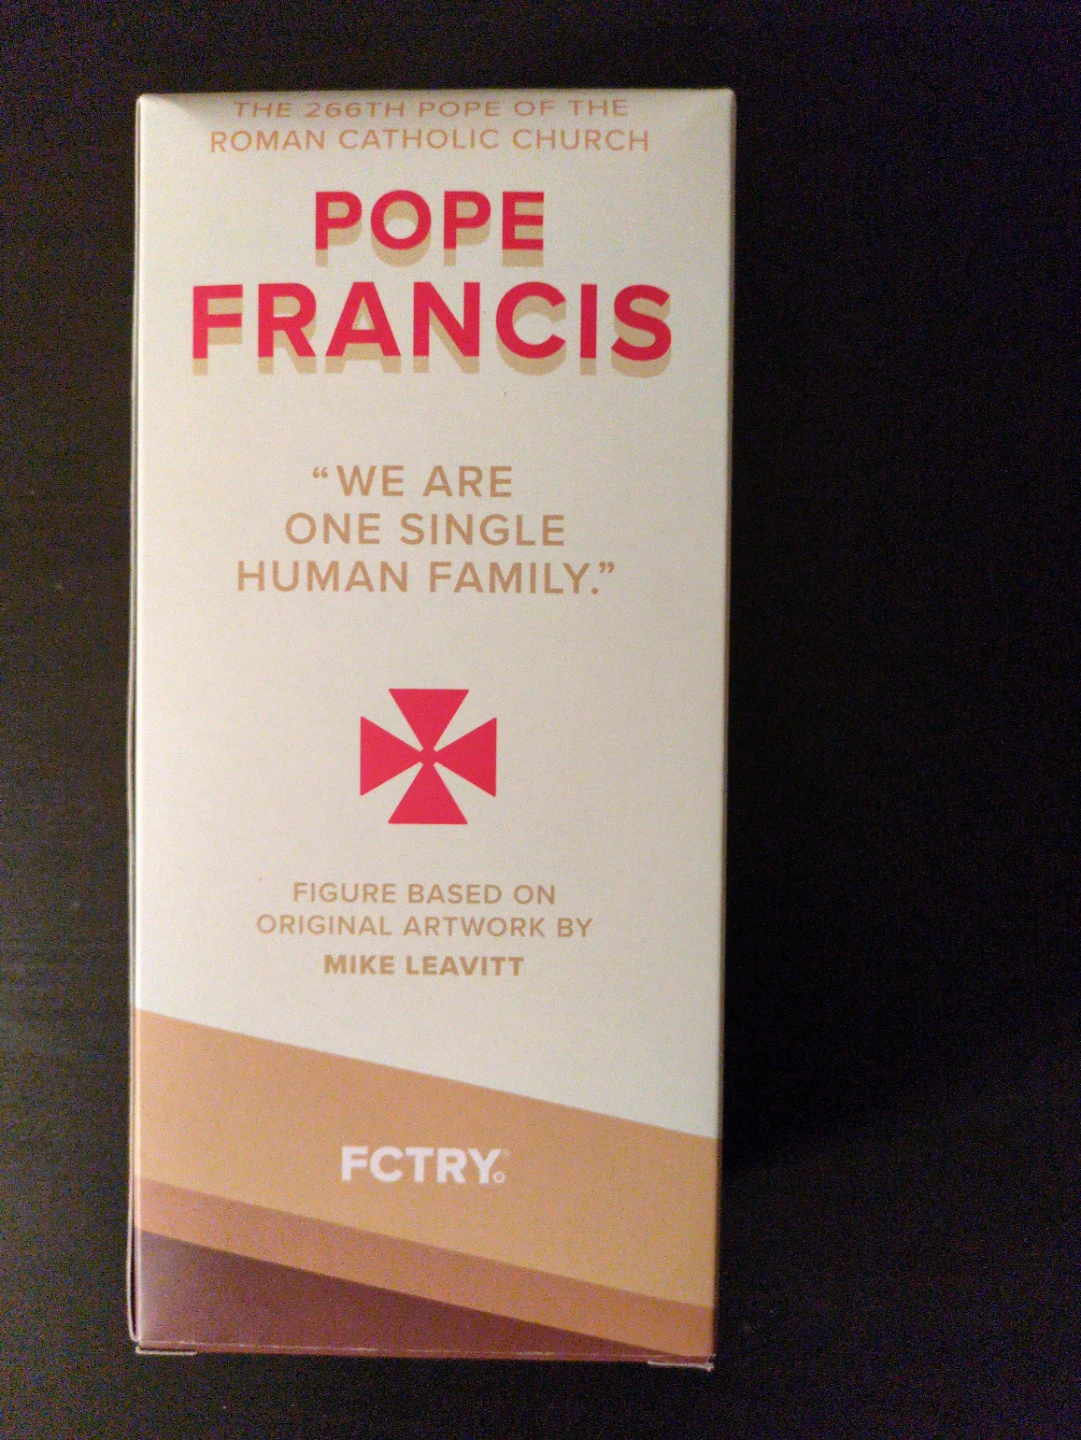 THE 266TH POPE OF THE
ROMAN CATHOLIC CHURCH
POPE
FRANCIS
“WE ARE
ONE SINGLE
HUMAN FAMILY.”
FIGURE BASED ON
ORIGINAL ARTWORK BY
MIKE LEAVITT
FCTRY